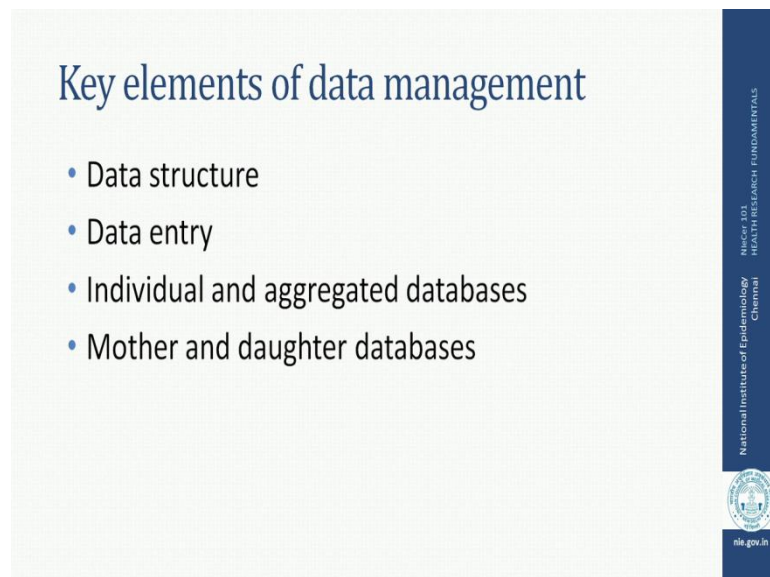 Key elements of data management
• Data structure
• Data entry
• Individual and aggregated databases
• Mother and daughter databases
NIeCer 101
HEALTH RESEARCH FUNDAMENTALS
National Institute of Epidemiology
Chennai
nie.gov.in